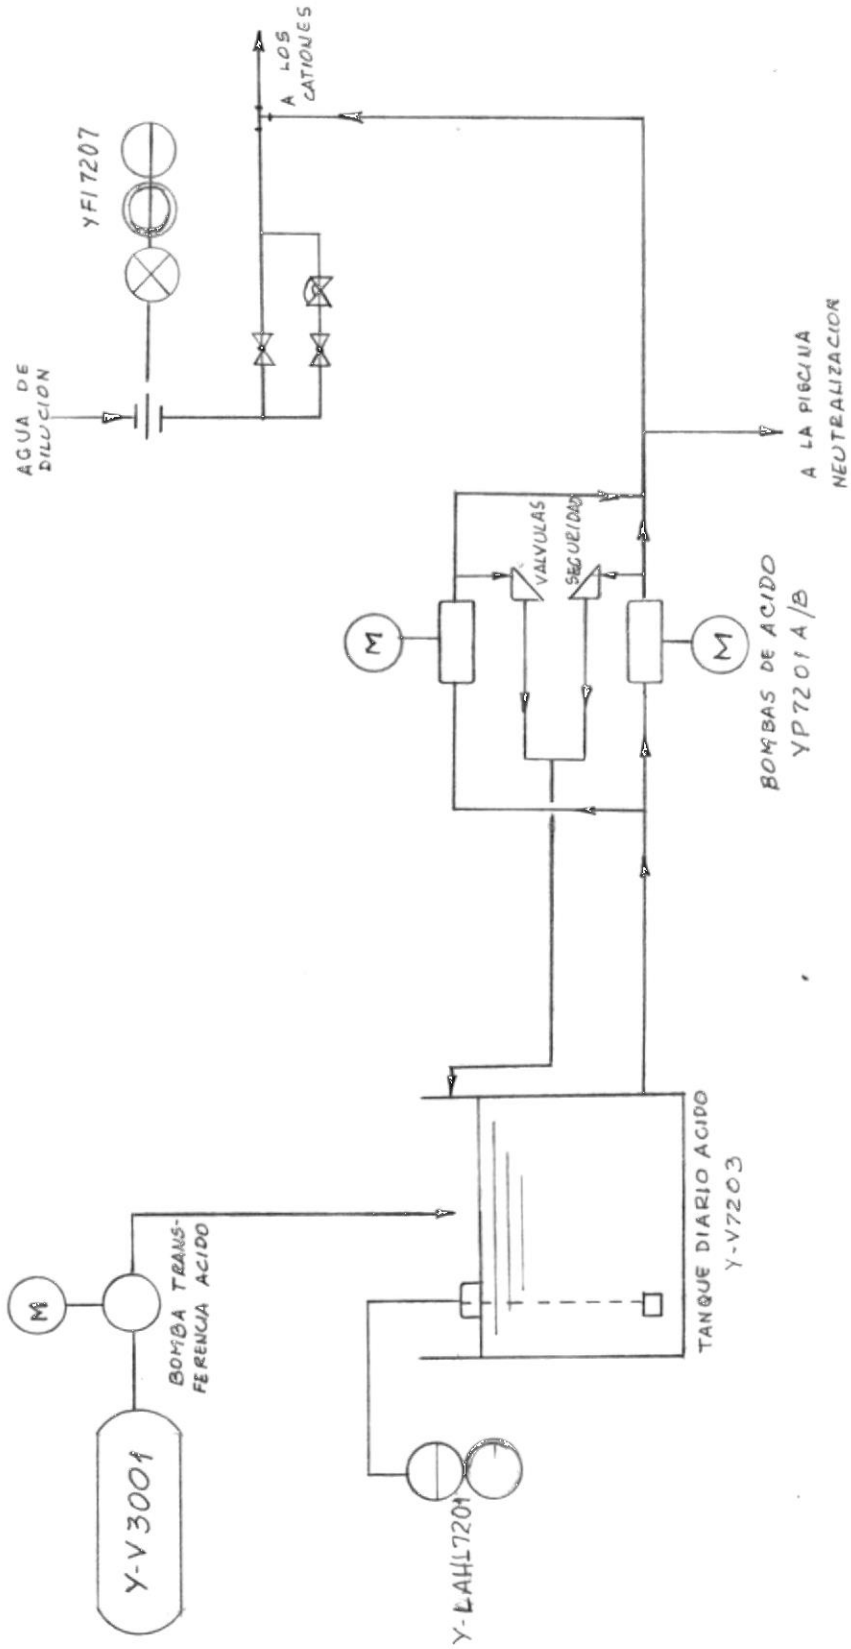 Y-V3001
M
BOMBA TRANS-
FERENCIA ACIDO
Y-LAHL7201
TANQUE DIARIO ACIDO
Y-V7203
M
M
VALVULAS
SEGURIDAD
BOMBAS DE ACIDO
YP7201 A/B
AGUA DE
DILUCION
YFI7207
A LOS
CATIONES
A LA PISCINA
NEUTRALIZACION